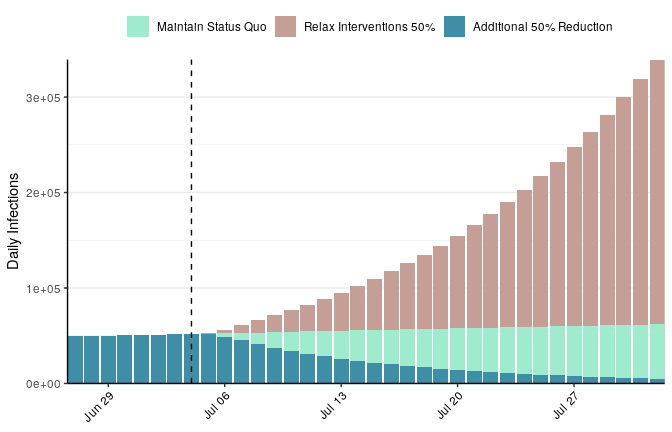 Maintain Status Quo Relax Interventions 50% Additional 50% Reduction
Daily Infections
3e+05
2e+05
1e+05
0e+00
Jun 29 Jul 06 Jul 13 Jul 20 Jul 27